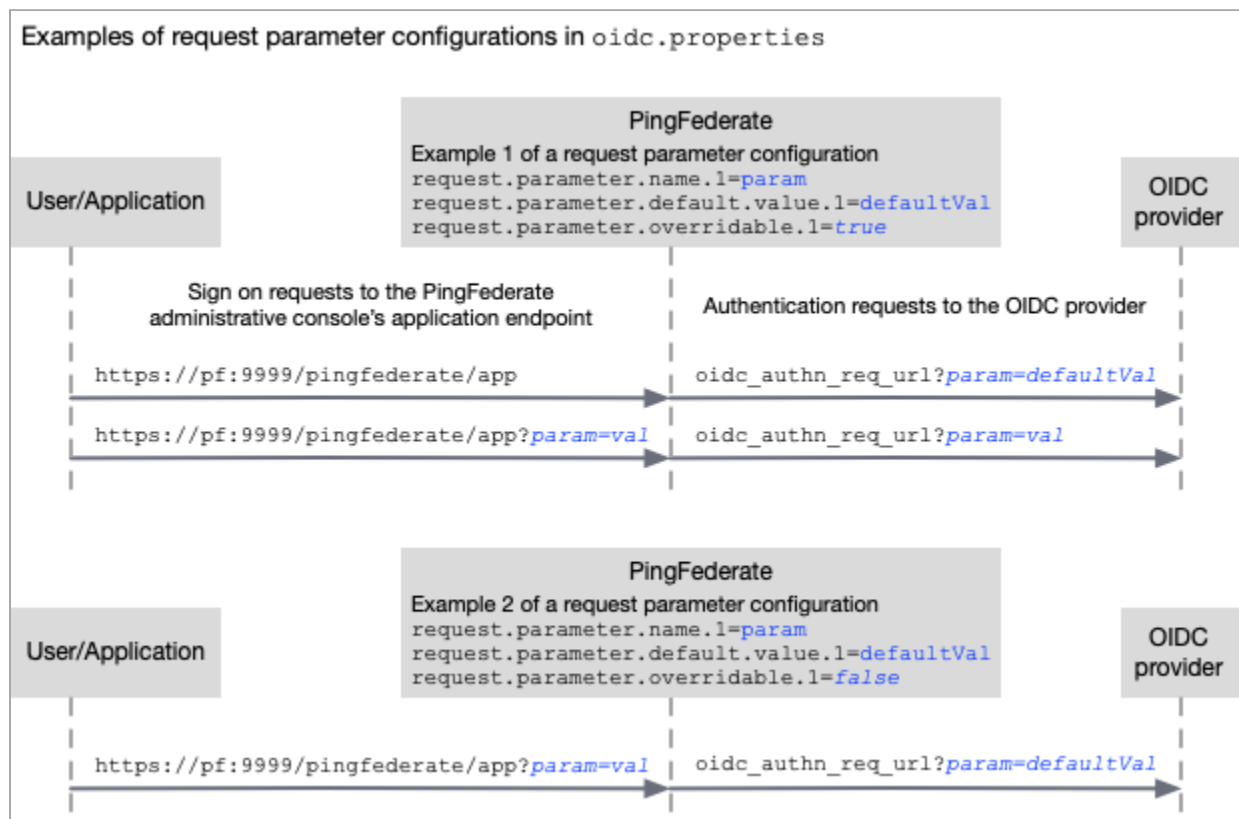 Examples of request parameter configurations in oidc.properties
PingFederate
Example 1 of a request parameter configuration
request.parameter.name.1=param
request.parameter.default.value.1=defaultVal
request.parameter.overridable.1=true
User/Application
OIDC
provider
Sign on requests to the PingFederate
administrative console's application endpoint
Authentication requests to the OIDC provider
https://pf:9999/pingfederate/app
oidc_authn_req_url?param=defaultVal
https://pf:9999/pingfederate/app?param=val
oidc_authn_req_url?param=val
PingFederate
Example 2 of a request parameter configuration
request.parameter.name.1=param
request.parameter.default.value.1=defaultVal
request.parameter.overridable.1=false
User/Application
OIDC
provider
https://pf:9999/pingfederate/app?param=val
oidc_authn_req_url?param=defaultVal